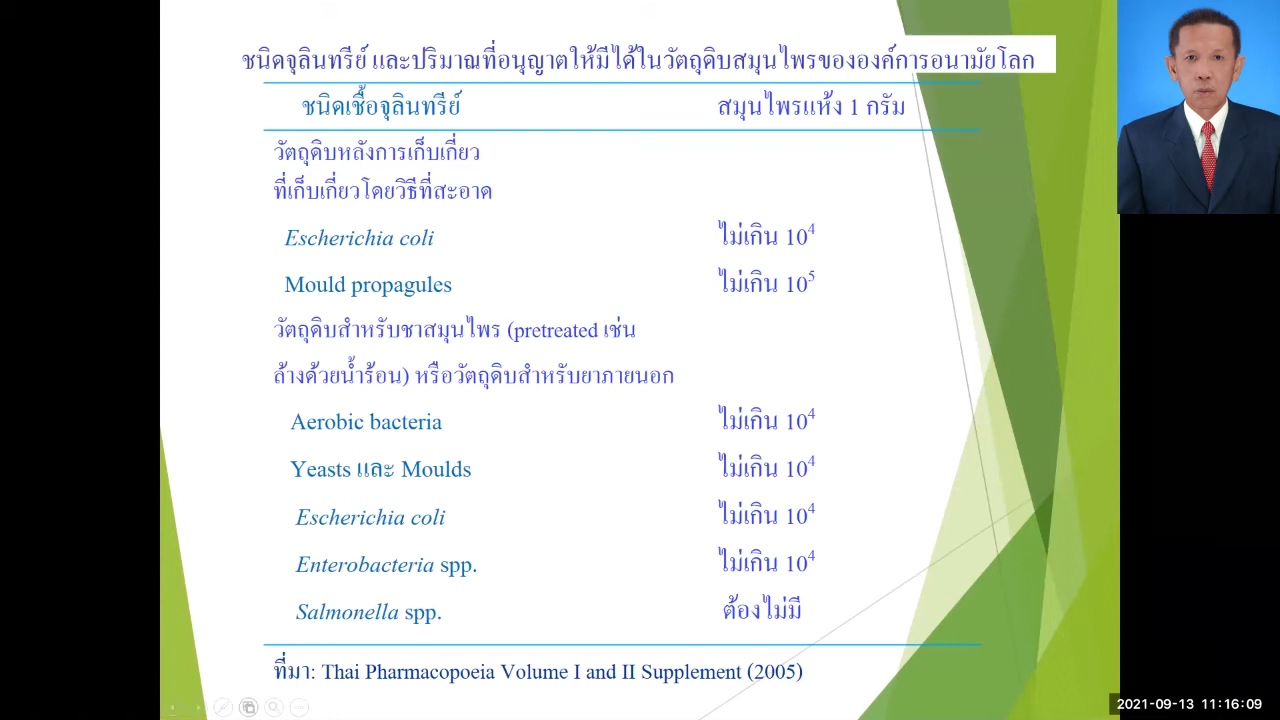 ชนิดจุลินทรีย์ และปริมาณที่อนุญาตให้มีได้ในวัตถุดิบสมุนไพรขององค์การอนามัยโลก
ชนิดเชื้อจุลินทรีย์ สมุนไพรแห้ง 1 กรัม
วัตถุดิบหลังการเก็บเกี่ยว
ที่เก็บเกี่ยวโดยวิธีที่สะอาด
Escherichia coli ไม่เกิน 10⁴
Mould propagules ไม่เกิน 10⁵
วัตถุดิบสำหรับชาสมุนไพร (pretreated เช่น
ล้างด้วยน้ำร้อน) หรือวัตถุดิบสำหรับยาภายนอก
Aerobic bacteria ไม่เกิน 10⁴
Yeasts และ Moulds ไม่เกิน 10⁴
Escherichia coli ไม่เกิน 10⁴
Enterobacteria spp. ไม่เกิน 10⁴
Salmonella spp. ต้องไม่มี
ที่มา: Thai Pharmacopoeia Volume I and II Supplement (2005)
2021-09-13 11:16:09